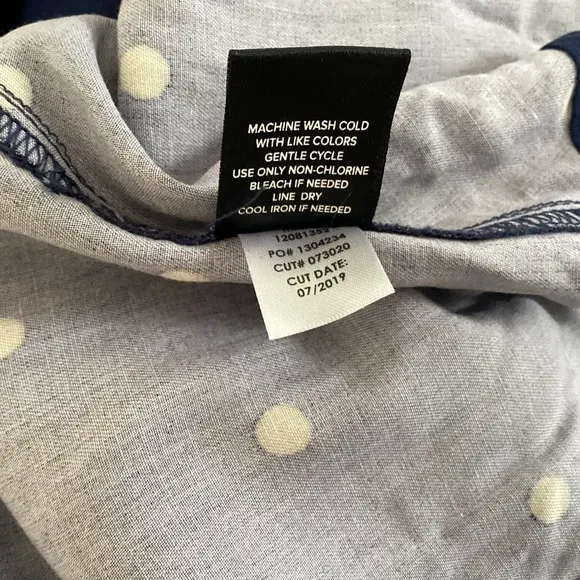 MACHINE WASH COLD
WITH LIKE COLORS
GENTLE CYCLE
USE ONLY NON-CHLORINE
BLEACH IF NEEDED
LINE DRY
COOL IRON IF NEEDED
12081352
PO# 1304234
CUT# 073020
CUT DATE:
07/2019